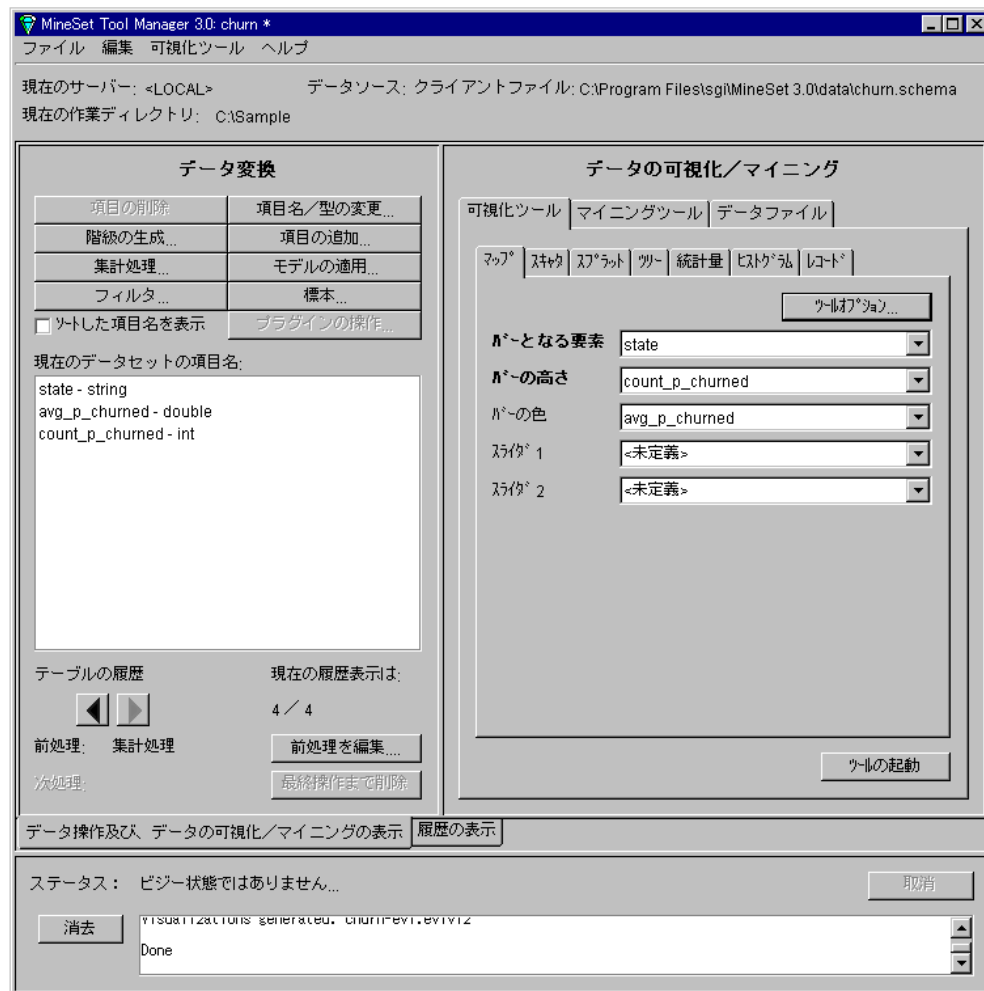 MineSet Tool Manager 3.0: churn *
ファイル 編集 可視化ツール ヘルプ
現在のサーバー: <LOCAL> データソース: クライアントファイル: C:\Program Files\sgi\MineSet 3.0\data\churn.schema
現在の作業ディレクトリ: C:\Sample
データ変換
項目の削除 項目名/型の変更...
階級の生成... 項目の追加...
集計処理... モデルの適用...
フィルタ... 標本...
ソートした項目名を表示 プラグインの操作...
現在のデータセットの項目名:
state - string
avg_p_churned - double
count_p_churned - int
テーブルの履歴 現在の履歴表示は:
4 / 4
前処理: 集計処理 前処理を編集...
次処理: 最終操作まで削除
データの可視化/マイニング
可視化ツール マイニングツール データファイル
マップ スキャタ スプラット ツリー 統計量 ヒストグラム レコード
ツールオプション...
バーとなる要素 state
バーの高さ count_p_churned
バーの色 avg_p_churned
スライダ 1 <未定義>
スライダ 2 <未定義>
ツールの起動
データ操作及び、データの可視化/マイニングの表示 履歴の表示
ステータス: ビジー状態ではありません... 取消
消去 Visualizations generated. churn-evi.eviviz
Done